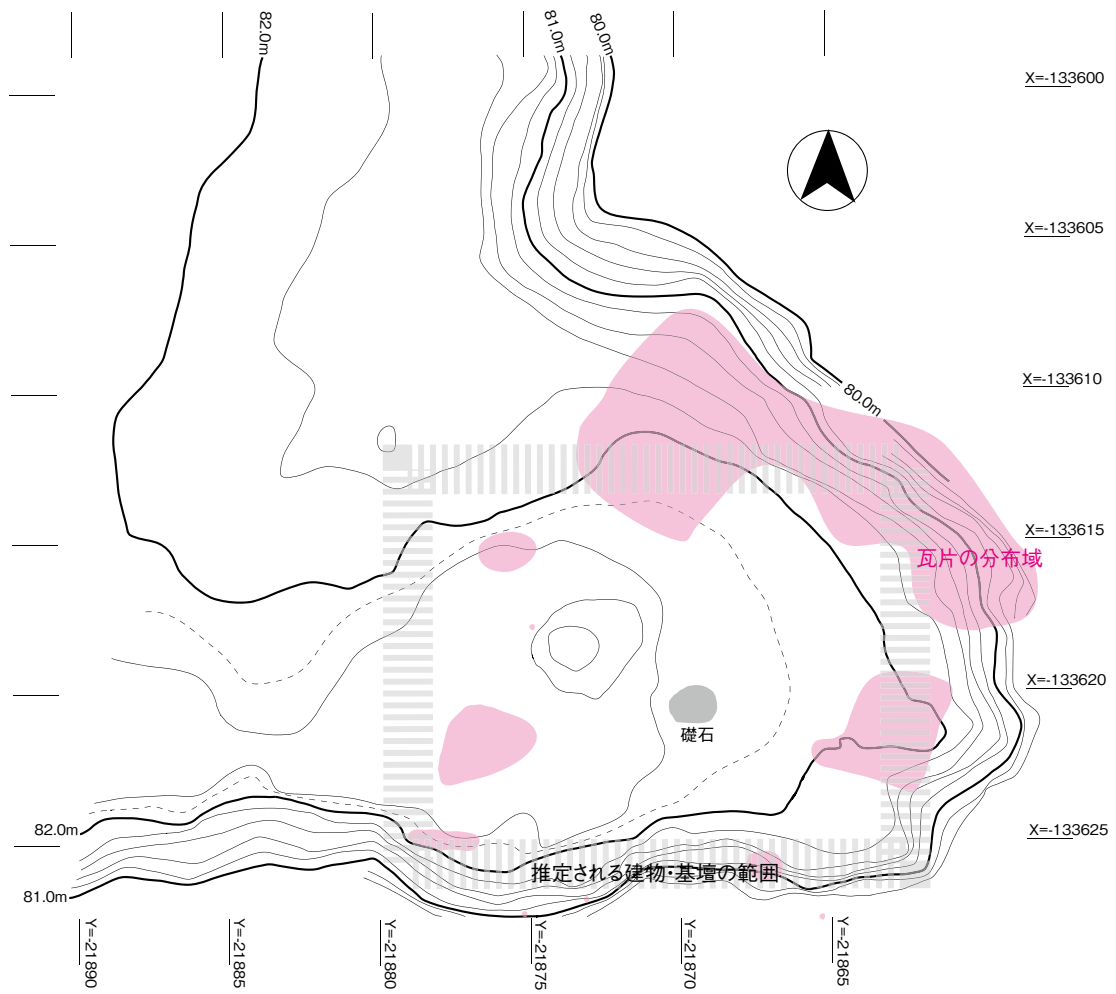 82.0m
81.0m
80.0m
X=-133600
X=-133605
X=-133610
80.0m
X=-133615
瓦片の分布域
X=-133620
礎石
82.0m
X=-133625
推定される建物・基壇の範囲
81.0m
Y=-21890
Y=-21885
Y=-21880
Y=-21875
Y=-21870
Y=-21865